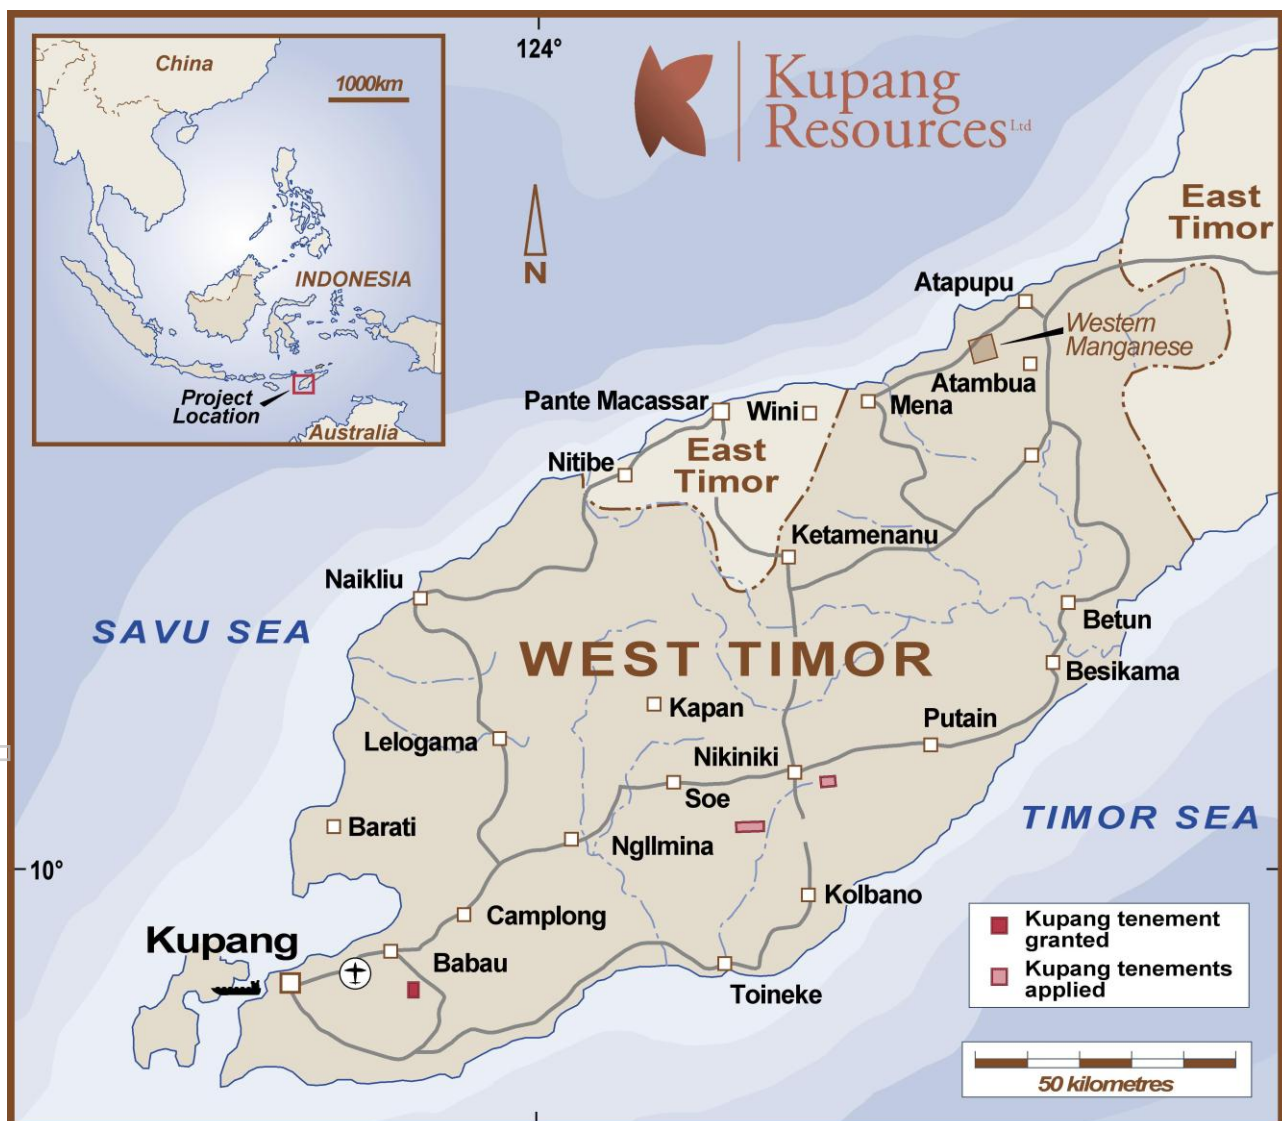 124°
Kupang
Resources Ltd
China
1000km
INDONESIA
Project
Location
Australia
N
East
Timor
Atapupu
Western
Manganese
Atambua
Mena
Pante Macassar
Wini
East
Timor
Nitibe
Ketamenanu
Naikliu
SAVU SEA
WEST TIMOR
Betun
Besikama
Kapan
Putain
Lelogama
Nikiniki
Soe
TIMOR SEA
Barati
Ngllmina
10°
Kolbano
Camplong
Kupang
Babau
Toineke
Kupang tenement
granted
Kupang tenements
applied
50 kilometres